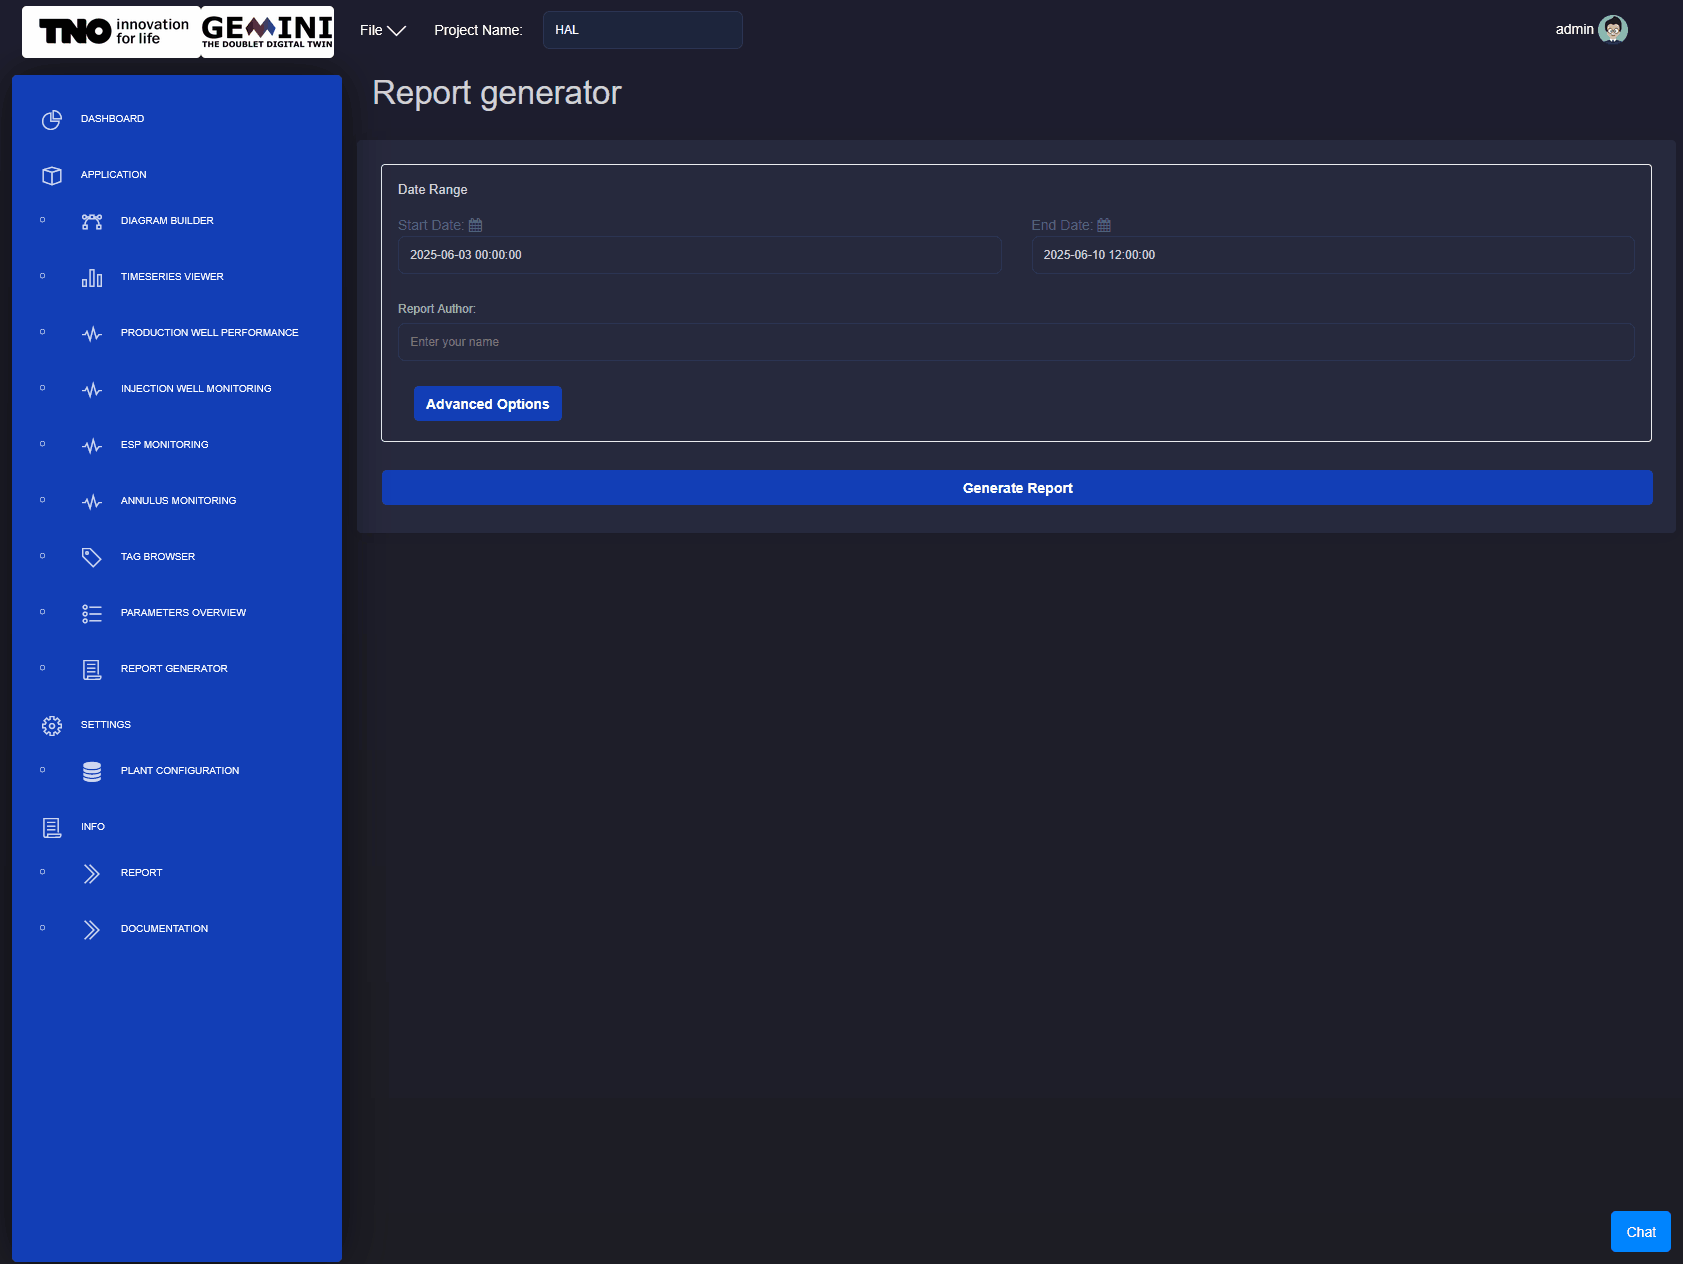 TNO innovation
for life
GEMINI
THE DOUBLET DIGITAL TWIN
File
Project Name:
HAL
admin
DASHBOARD
APPLICATION
DIAGRAM BUILDER
TIMESERIES VIEWER
PRODUCTION WELL PERFORMANCE
INJECTION WELL MONITORING
ESP MONITORING
ANNULUS MONITORING
TAG BROWSER
PARAMETERS OVERVIEW
REPORT GENERATOR
SETTINGS
PLANT CONFIGURATION
INFO
REPORT
DOCUMENTATION
Report generator
Date Range
Start Date:
2025-06-03 00:00:00
End Date:
2025-06-10 12:00:00
Report Author:
Enter your name
Advanced Options
Generate Report
Chat